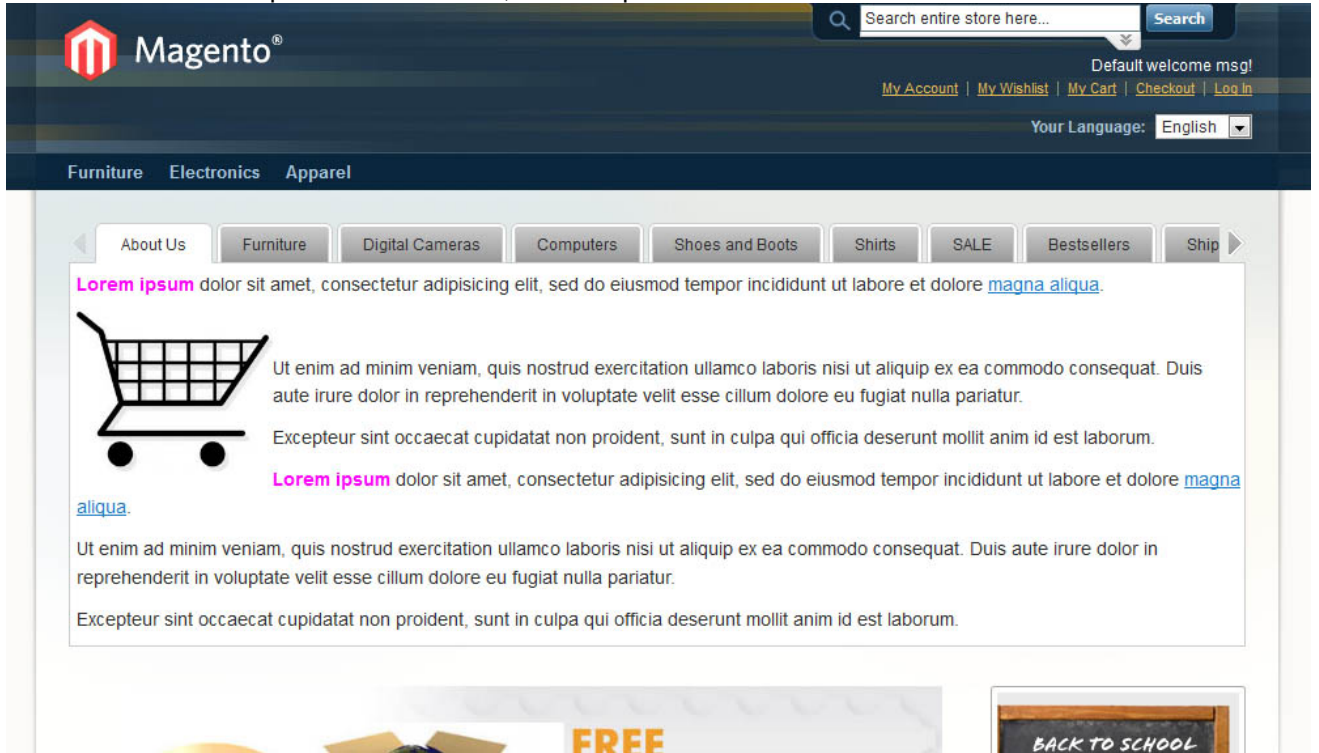 Search entire store here...
Search
Magento®
Default welcome msg!
My Account | My Wishlist | My Cart | Checkout | Log In
Your Language: English
Furniture Electronics Apparel
About Us Furniture Digital Cameras Computers Shoes and Boots Shirts SALE Bestsellers Ship
Lorem ipsum dolor sit amet, consectetur adipisicing elit, sed do eiusmod tempor incididunt ut labore et dolore magna aliqua.
Ut enim ad minim veniam, quis nostrud exercitation ullamco laboris nisi ut aliquip ex ea commodo consequat. Duis
aute irure dolor in reprehenderit in voluptate velit esse cillum dolore eu fugiat nulla pariatur.
Excepteur sint occaecat cupidatat non proident, sunt in culpa qui officia deserunt mollit anim id est laborum.
Lorem ipsum dolor sit amet, consectetur adipisicing elit, sed do eiusmod tempor incididunt ut labore et dolore magna
aliqua.
Ut enim ad minim veniam, quis nostrud exercitation ullamco laboris nisi ut aliquip ex ea commodo consequat. Duis aute irure dolor in
reprehenderit in voluptate velit esse cillum dolore eu fugiat nulla pariatur.
Excepteur sint occaecat cupidatat non proident, sunt in culpa qui officia deserunt mollit anim id est laborum.
FREE
BACK TO SCHOOL